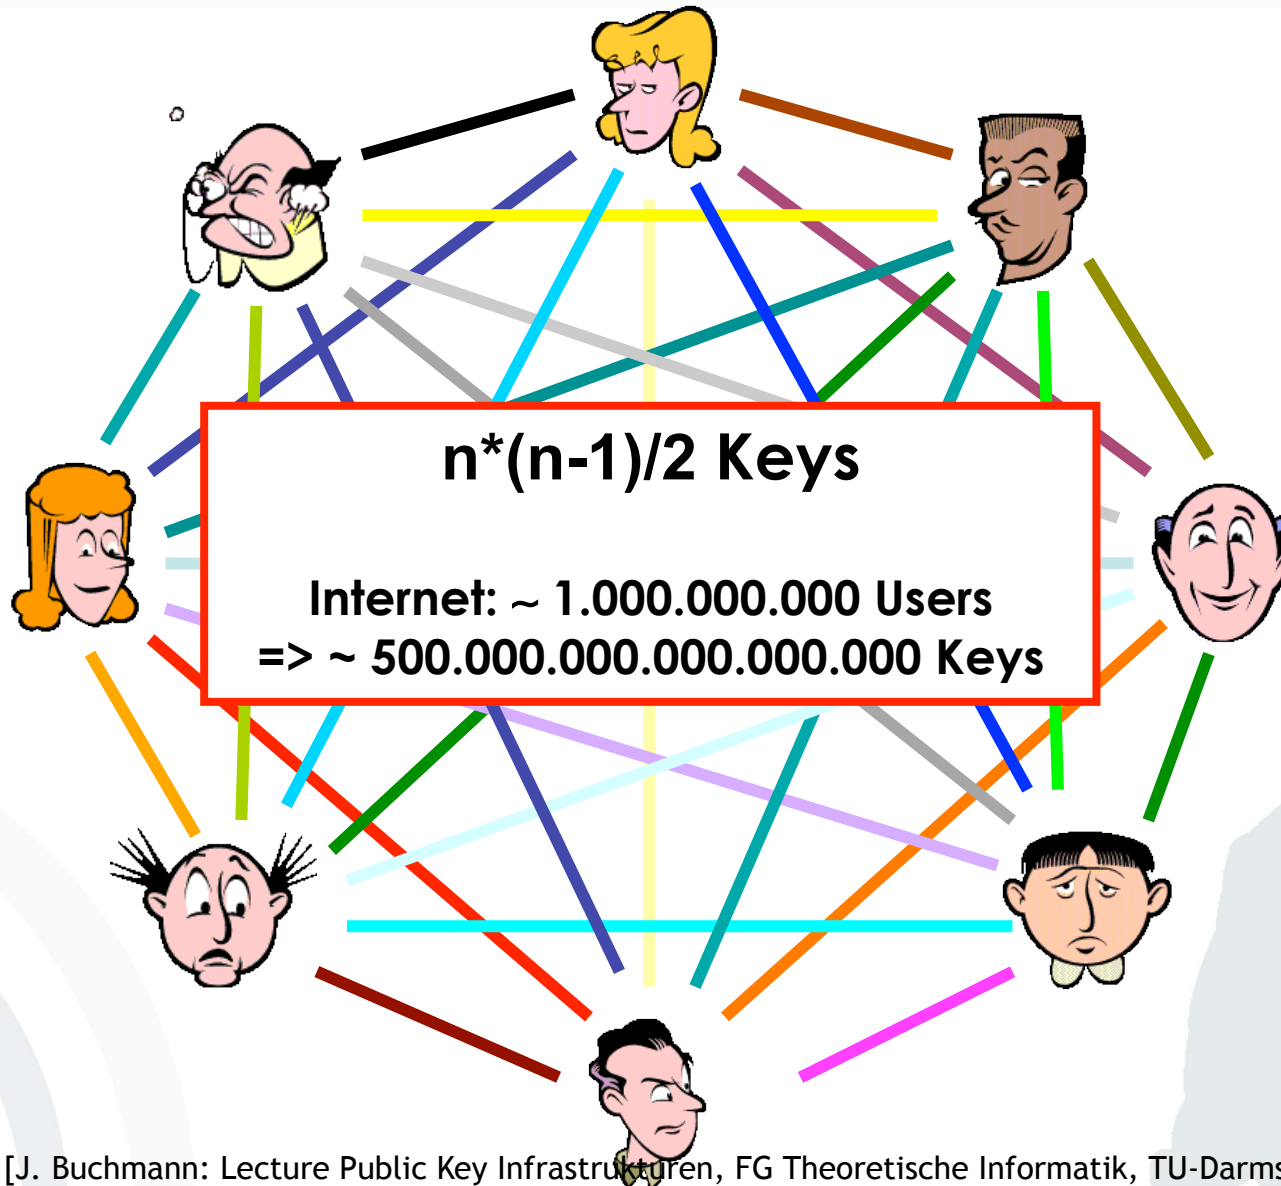 n*(n-1)/2 Keys
Internet: ~ 1.000.000.000 Users
=> ~ 500.000.000.000.000.000 Keys
[J. Buchmann: Lecture Public Key Infrastrukturen, FG Theoretische Informatik, TU-Darms